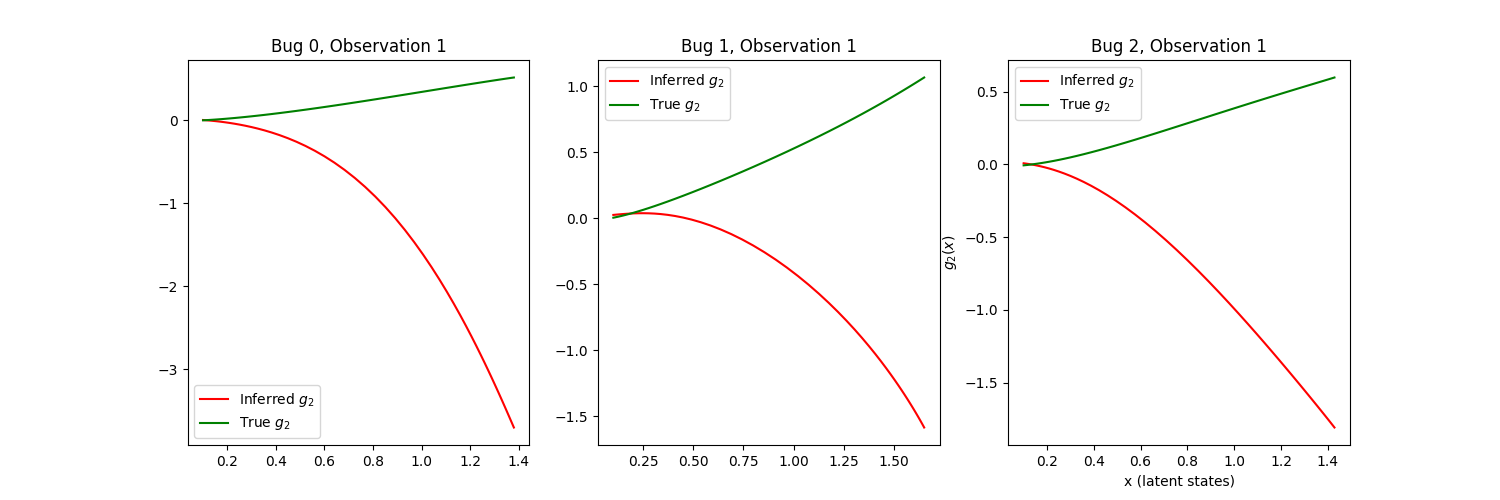 Bug 0, Observation 1
0
−1
−2
−3
Inferred g₂
True g₂
0.2 0.4 0.6 0.8 1.0 1.2 1.4
Bug 1, Observation 1
Inferred g₂
True g₂
1.0
0.5
0.0
−0.5
−1.0
−1.5
0.25 0.50 0.75 1.00 1.25 1.50
Bug 2, Observation 1
Inferred g₂
True g₂
g₂(x)
0.5
0.0
−0.5
−1.0
−1.5
0.2 0.4 0.6 0.8 1.0 1.2 1.4
x (latent states)